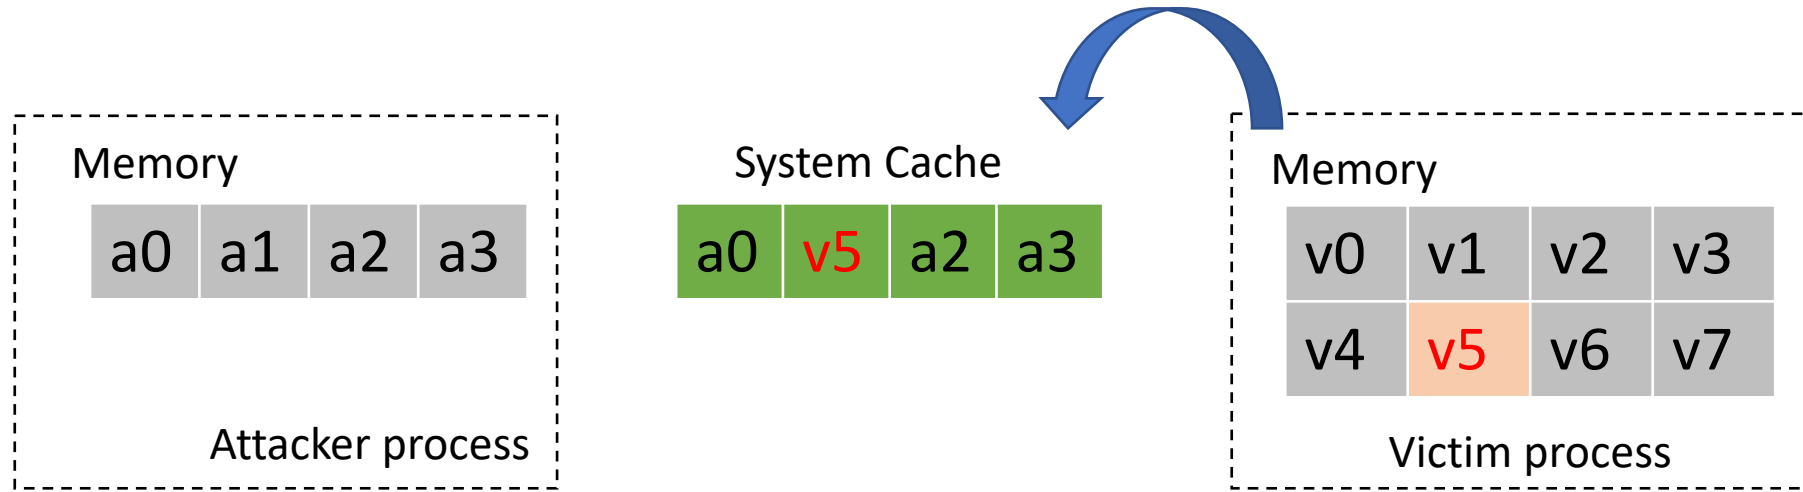 Memory
a0 a1 a2 a3
Attacker process
System Cache
a0 v5 a2 a3
Memory
v0 v1 v2 v3
v4 v5 v6 v7
Victim process